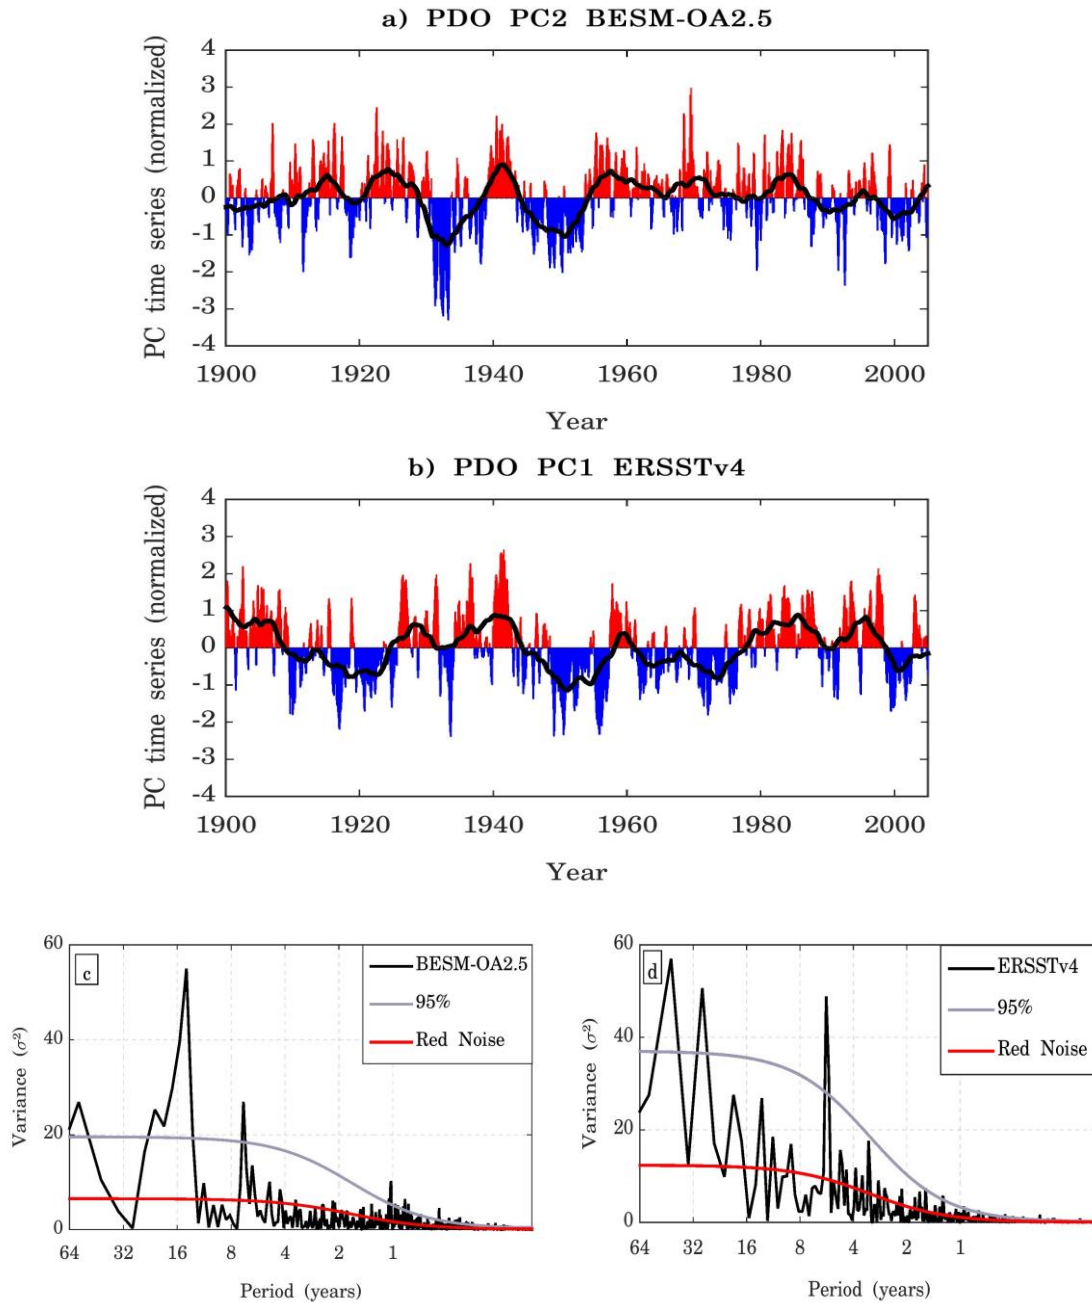 a) PDO PC2 BESM-OA2.5
PC time series (normalized)
4
3
2
1
0
-1
-2
-3
-4
1900 1920 1940 1960 1980 2000
Year
b) PDO PC1 ERSSTv4
PC time series (normalized)
4
3
2
1
0
-1
-2
-3
-4
1900 1920 1940 1960 1980 2000
Year
c
Variance (σ²)
60
40
20
0
BESM-OA2.5
95%
Red Noise
64 32 16 8 4 2 1
Period (years)
d
Variance (σ²)
60
40
20
0
ERSSTv4
95%
Red Noise
64 32 16 8 4 2 1
Period (years)